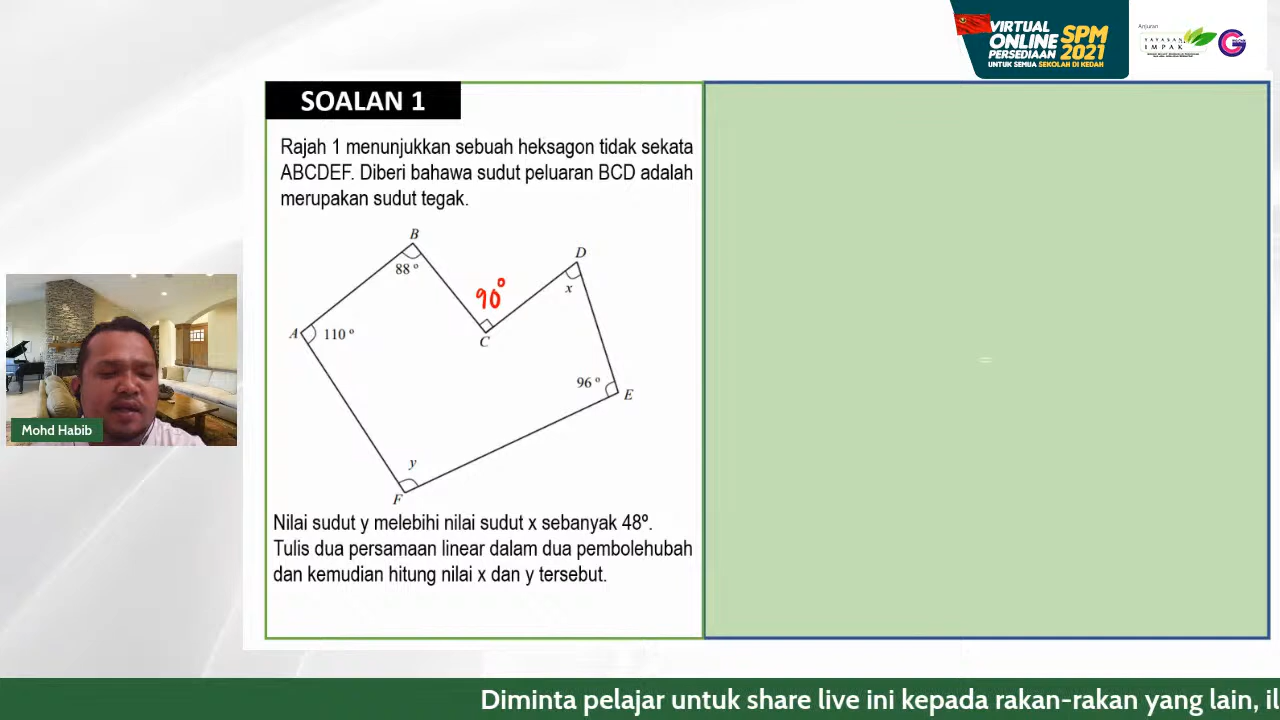 VIRTUAL
ONLINE
PERSEDIAAN
SPM
2021
UNTUK SEMUA SEKOLAH DI KEDAH
Anjuran
YAYASAN
IMPAK
G
SOALAN 1
Rajah 1 menunjukkan sebuah heksagon tidak sekata
ABCDEF. Diberi bahawa sudut peluaran BCD adalah
merupakan sudut tegak.
B
88 º
D
x
90°
C
A
110 º
96 º
E
y
F
Nilai sudut y melebihi nilai sudut x sebanyak 48º.
Tulis dua persamaan linear dalam dua pembolehubah
dan kemudian hitung nilai x dan y tersebut.
=
Mohd Habib
Diminta pelajar untuk share live ini kepada rakan-rakan yang lain,